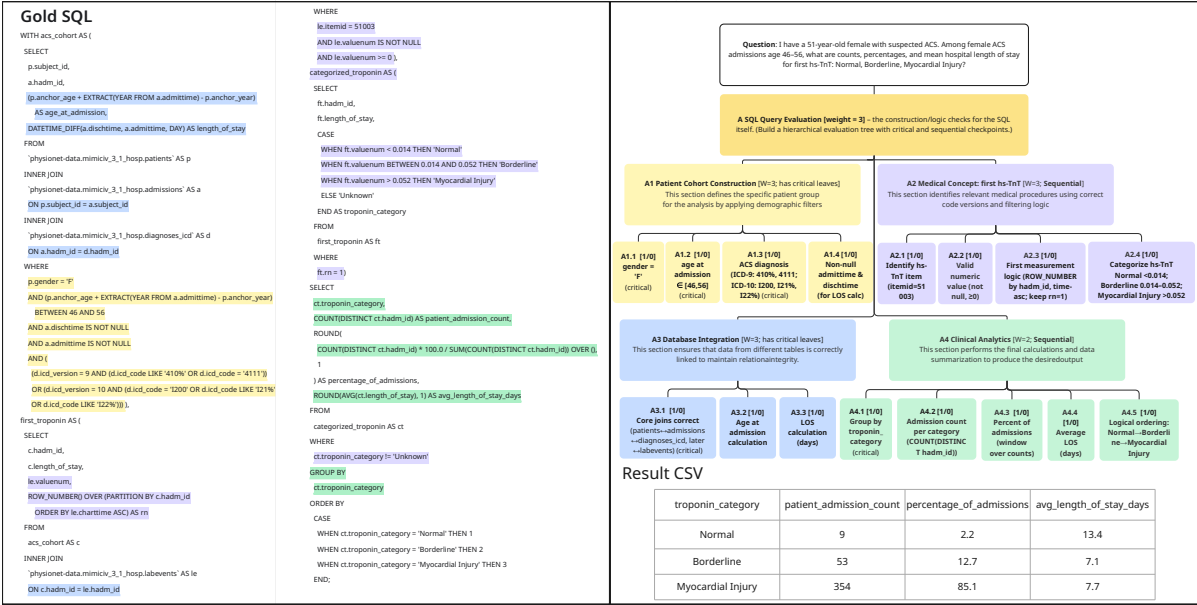 Gold SQL
WITH acs_cohort AS (
SELECT
p.subject_id,
a.hadm_id,
(p.anchor_age + EXTRACT(YEAR FROM a.admittime) - p.anchor_year)
AS age_at_admission,
DATETIME_DIFF(a.dischtime, a.admittime, DAY) AS length_of_stay
FROM
`physionet-data.mimiciv_3_1_hosp.patients` AS p
INNER JOIN
`physionet-data.mimiciv_3_1_hosp.admissions` AS a
ON p.subject_id = a.subject_id
INNER JOIN
`physionet-data.mimiciv_3_1_hosp.diagnoses_icd` AS d
ON a.hadm_id = d.hadm_id
WHERE
p.gender = 'F'
AND (p.anchor_age + EXTRACT(YEAR FROM a.admittime) - p.anchor_year)
BETWEEN 46 AND 56
AND a.dischtime IS NOT NULL
AND a.admittime IS NOT NULL
AND (
(d.icd_version = 9 AND (d.icd_code LIKE '410%' OR d.icd_code = '4111'))
OR (d.icd_version = 10 AND (d.icd_code = 'I200' OR d.icd_code LIKE 'I21%'
OR d.icd_code LIKE 'I22%'))) ),
first_troponin AS (
SELECT
c.hadm_id,
c.length_of_stay,
le.valuenum,
ROW_NUMBER() OVER (PARTITION BY c.hadm_id
ORDER BY le.charttime ASC) AS rn
FROM
acs_cohort AS c
INNER JOIN
`physionet-data.mimiciv_3_1_hosp.labevents` AS le
ON c.hadm_id = le.hadm_id
WHERE
le.itemid = 51003
AND le.valuenum IS NOT NULL
AND le.valuenum >= 0 ),
categorized_troponin AS (
SELECT
ft.hadm_id,
ft.length_of_stay,
CASE
WHEN ft.valuenum < 0.014 THEN 'Normal'
WHEN ft.valuenum BETWEEN 0.014 AND 0.052 THEN 'Borderline'
WHEN ft.valuenum > 0.052 THEN 'Myocardial Injury'
ELSE 'Unknown'
END AS troponin_category
FROM
first_troponin AS ft
WHERE
ft.rn = 1)
SELECT
ct.troponin_category,
COUNT(DISTINCT ct.hadm_id) AS patient_admission_count,
ROUND(
COUNT(DISTINCT ct.hadm_id) * 100.0 / SUM(COUNT(DISTINCT ct.hadm_id)) OVER (),
1
) AS percentage_of_admissions,
ROUND(AVG(ct.length_of_stay), 1) AS avg_length_of_stay_days
FROM
categorized_troponin AS ct
WHERE
ct.troponin_category != 'Unknown'
GROUP BY
ct.troponin_category
ORDER BY
CASE
WHEN ct.troponin_category = 'Normal' THEN 1
WHEN ct.troponin_category = 'Borderline' THEN 2
WHEN ct.troponin_category = 'Myocardial Injury' THEN 3
END;
Question: I have a 51-year-old female with suspected ACS. Among female ACS
admissions age 46–56, what are counts, percentages, and mean hospital length of stay
for first hs-TnT: Normal, Borderline, Myocardial Injury?
A SQL Query Evaluation [weight = 3] – the construction/logic checks for the SQL
itself. (Build a hierarchical evaluation tree with critical and sequential checkpoints.)
A1 Patient Cohort Construction [W=3; has critical leaves]
This section defines the specific patient group
for the analysis by applying demographic filters
A2 Medical Concept: first hs-TnT [W=3; Sequential]
This section identifies relevant medical procedures using correct
code versions and filtering logic
A1.1 [1/0]
gender =
'F'
(critical)
A1.2 [1/0]
age at
admission
∈ [46,56]
(critical)
A1.3 [1/0]
ACS diagnosis
(ICD-9: 410%, 4111;
ICD-10: I200, I21%,
I22%) (critical)
A1.4 [1/0]
Non-null
admittime &
dischtime
(for LOS calc)
A2.1 [1/0]
Identify hs-
TnT item
(itemid=51
003)
A2.2 [1/0]
Valid
numeric
value (not
null, ≥0)
A2.3 [1/0]
First measurement
logic (ROW_NUMBER
by hadm_id, time-
asc; keep rn=1)
A2.4 [1/0]
Categorize hs-TnT
Normal <0.014;
Borderline 0.014–0.052;
Myocardial Injury >0.052
A3 Database Integration [W=3; has critical leaves]
This section ensures that data from different tables is correctly
linked to maintain relationaintegrity.
A4 Clinical Analytics [W=2; Sequential]
This section performs the final calculations and data
summarization to produce the desiredoutput
A3.1 [1/0]
Core joins correct
(patients↔admissions
↔diagnoses_icd, later
↔labevents) (critical)
A3.2 [1/0]
Age at
admission
calculation
A3.3 [1/0]
LOS
calculation
(days)
A4.1 [1/0]
Group by
troponin_
category
(critical)
A4.2 [1/0]
Admission count
per category
(COUNT(DISTINC
T hadm_id))
A4.3 [1/0]
Percent of
admissions
(window
over counts)
A4.4
[1/0]
Average
LOS
(days)
A4.5 [1/0]
Logical ordering:
Normal→Borderli
ne→Myocardial
Injury
Result CSV
troponin_category patient_admission_count percentage_of_admissions avg_length_of_stay_days
Normal 9 2.2 13.4
Borderline 53 12.7 7.1
Myocardial Injury 354 85.1 7.7